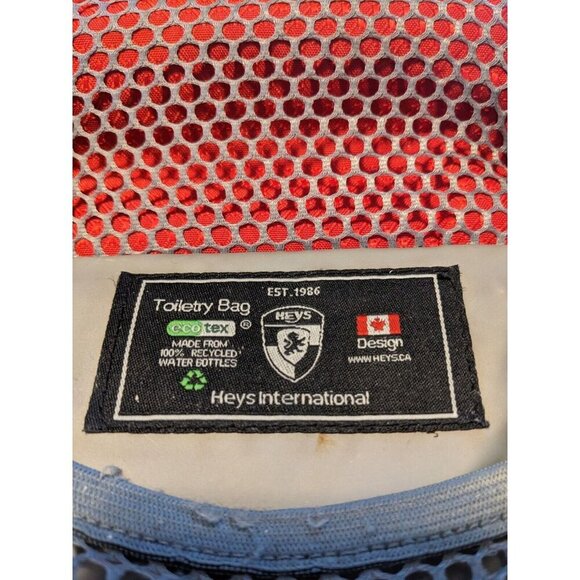 EST.1986
Toiletry Bag
ecotex®
MADE FROM
100% RECYCLED
WATER BOTTLES
HEYS
Design
WWW.HEYS.CA
Heys International